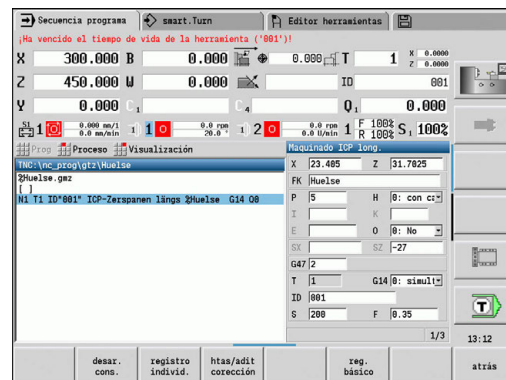 Secuencia programa smart.Turn Editor herramientas
¡Ha vencido el tiempo de vida de la herramienta ('001')!
X 300.000 B 0.000 0.000 T 1 X 0.0000
Z 0.0000
Z 450.000 W 0.000 ID 001
Y 0.000 C1 C4 Q1 0.000
S1 1 0 0.000 mm/1 0.0 mm/min 1) 1 0 0.0 rpm 20.0 ° 1) 2 0 0.0 rpm 0.0 U/min 1 F 100% R 100% S1 100%
Prog Proceso Visualización
TNC:\nc_prog\gtz\Huelse
%Huelse.gmz
[ ]
N1 T1 ID"001" ICP-Zerspanen längs %Huelse G14 Q0
Maquinado ICP long.
X 23.405 Z 31.7025
FK Huelse
P 5 H 0: con ca
I K
E O 0: No
SX SZ -27
G47 2
T 1 G14 0: simult
ID 001
S 200 F 0.35
1/3
T
13:12
desar. cons.
registro individ.
htas/adit corección
reg. básico
atrás